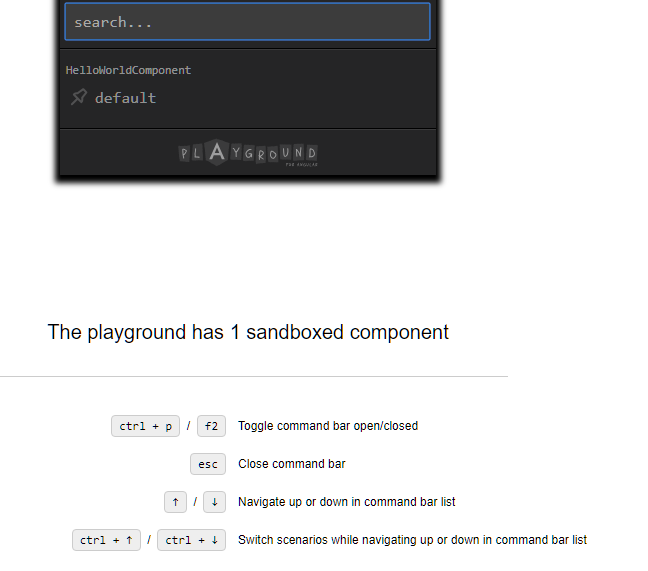 search...
HelloWorldComponent
default
PLAYGROUND
FOR ANGULAR
The playground has 1 sandboxed component
ctrl + p / f2 Toggle command bar open/closed
esc Close command bar
↑ / ↓ Navigate up or down in command bar list
ctrl + ↑ / ctrl + ↓ Switch scenarios while navigating up or down in command bar list